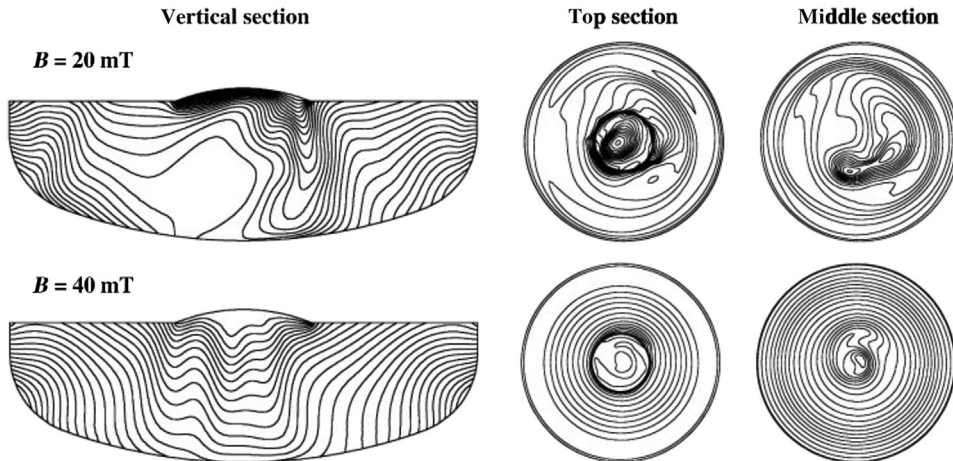 Vertical section Top section Middle section
B = 20 mT
B = 40 mT